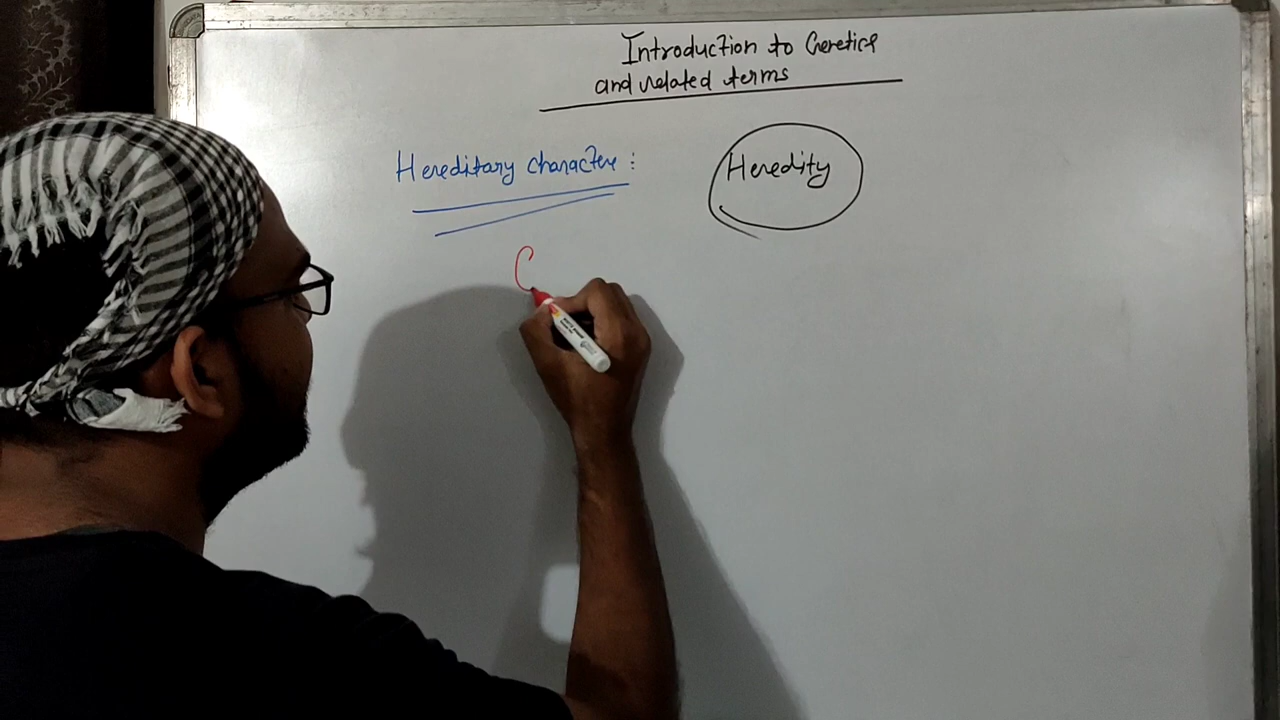 Introduction to Genetics
and related terms
Hereditary character :
Heredity
C